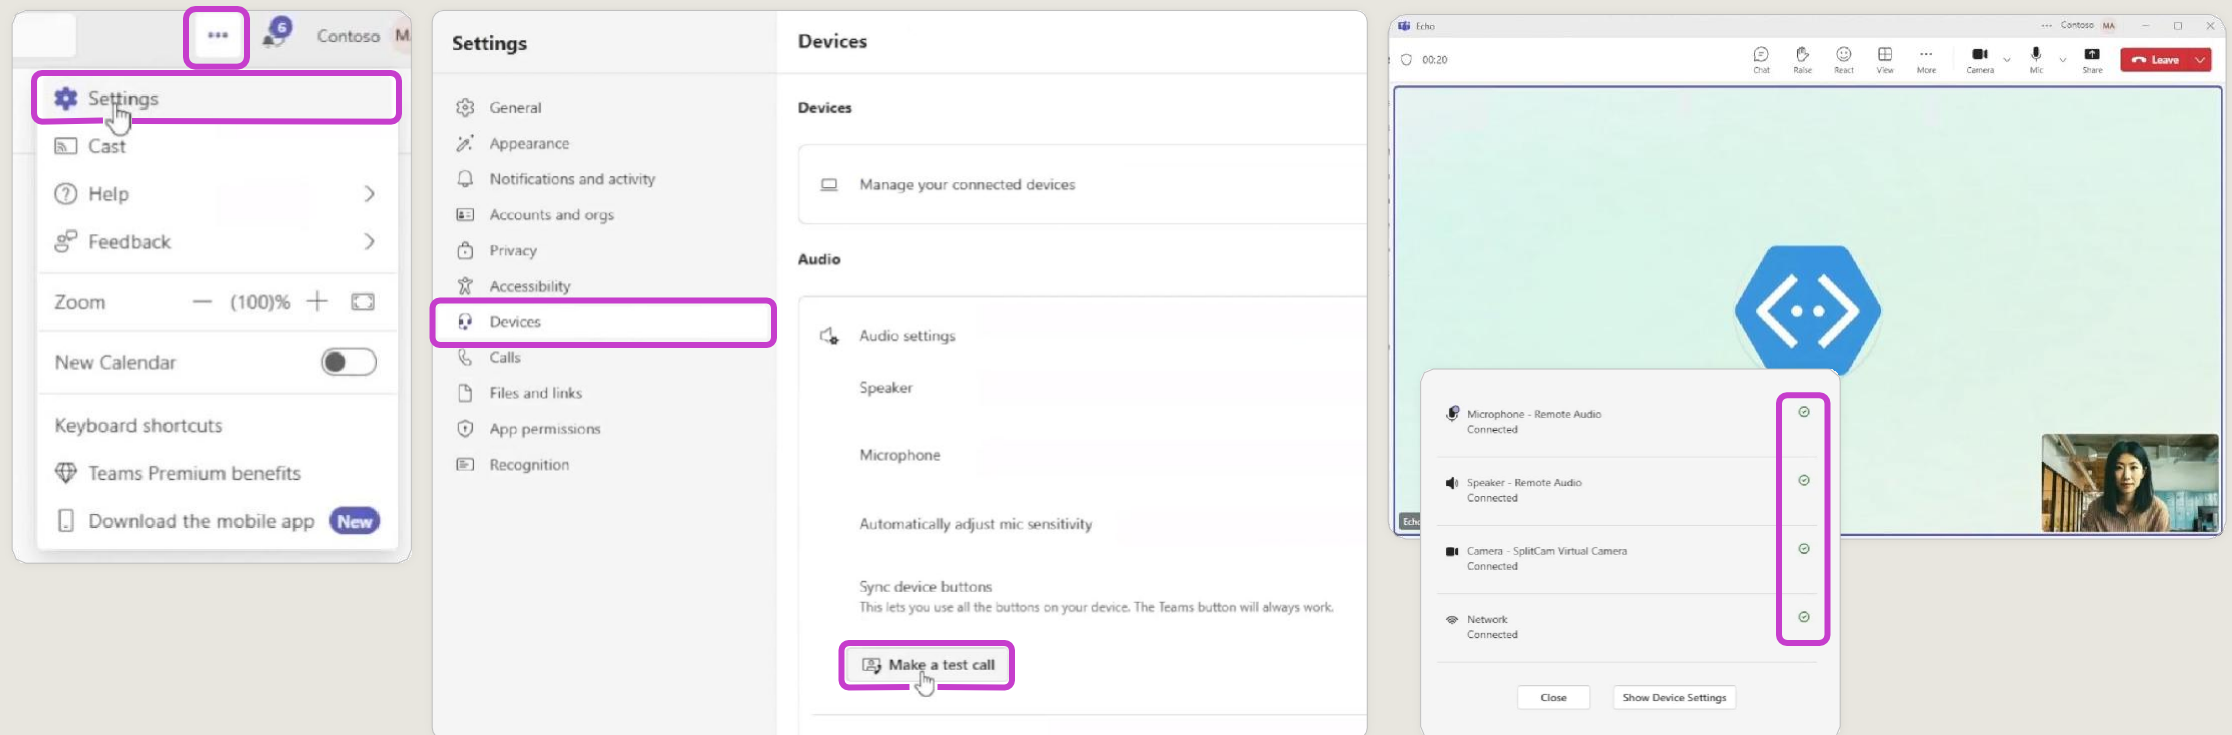 6
Contoso
Settings
Cast
Help
Feedback
Zoom
(100)%
New Calendar
Keyboard shortcuts
Teams Premium benefits
Download the mobile app
New
Settings
General
Appearance
Notifications and activity
Accounts and orgs
Privacy
Accessibility
Devices
Calls
Files and links
App permissions
Recognition
Devices
Devices
Manage your connected devices
Audio
Audio settings
Speaker
Microphone
Automatically adjust mic sensitivity
Sync device buttons
This lets you use all the buttons on your device. The Teams button will always work.
Make a test call
Echo
Contoso MA
00:20
Chat
Raise
React
View
More
Camera
Mic
Share
Leave
Echo
Microphone - Remote Audio
Connected
Speaker - Remote Audio
Connected
Camera - SplitCam Virtual Camera
Connected
Network
Connected
Close
Show Device Settings